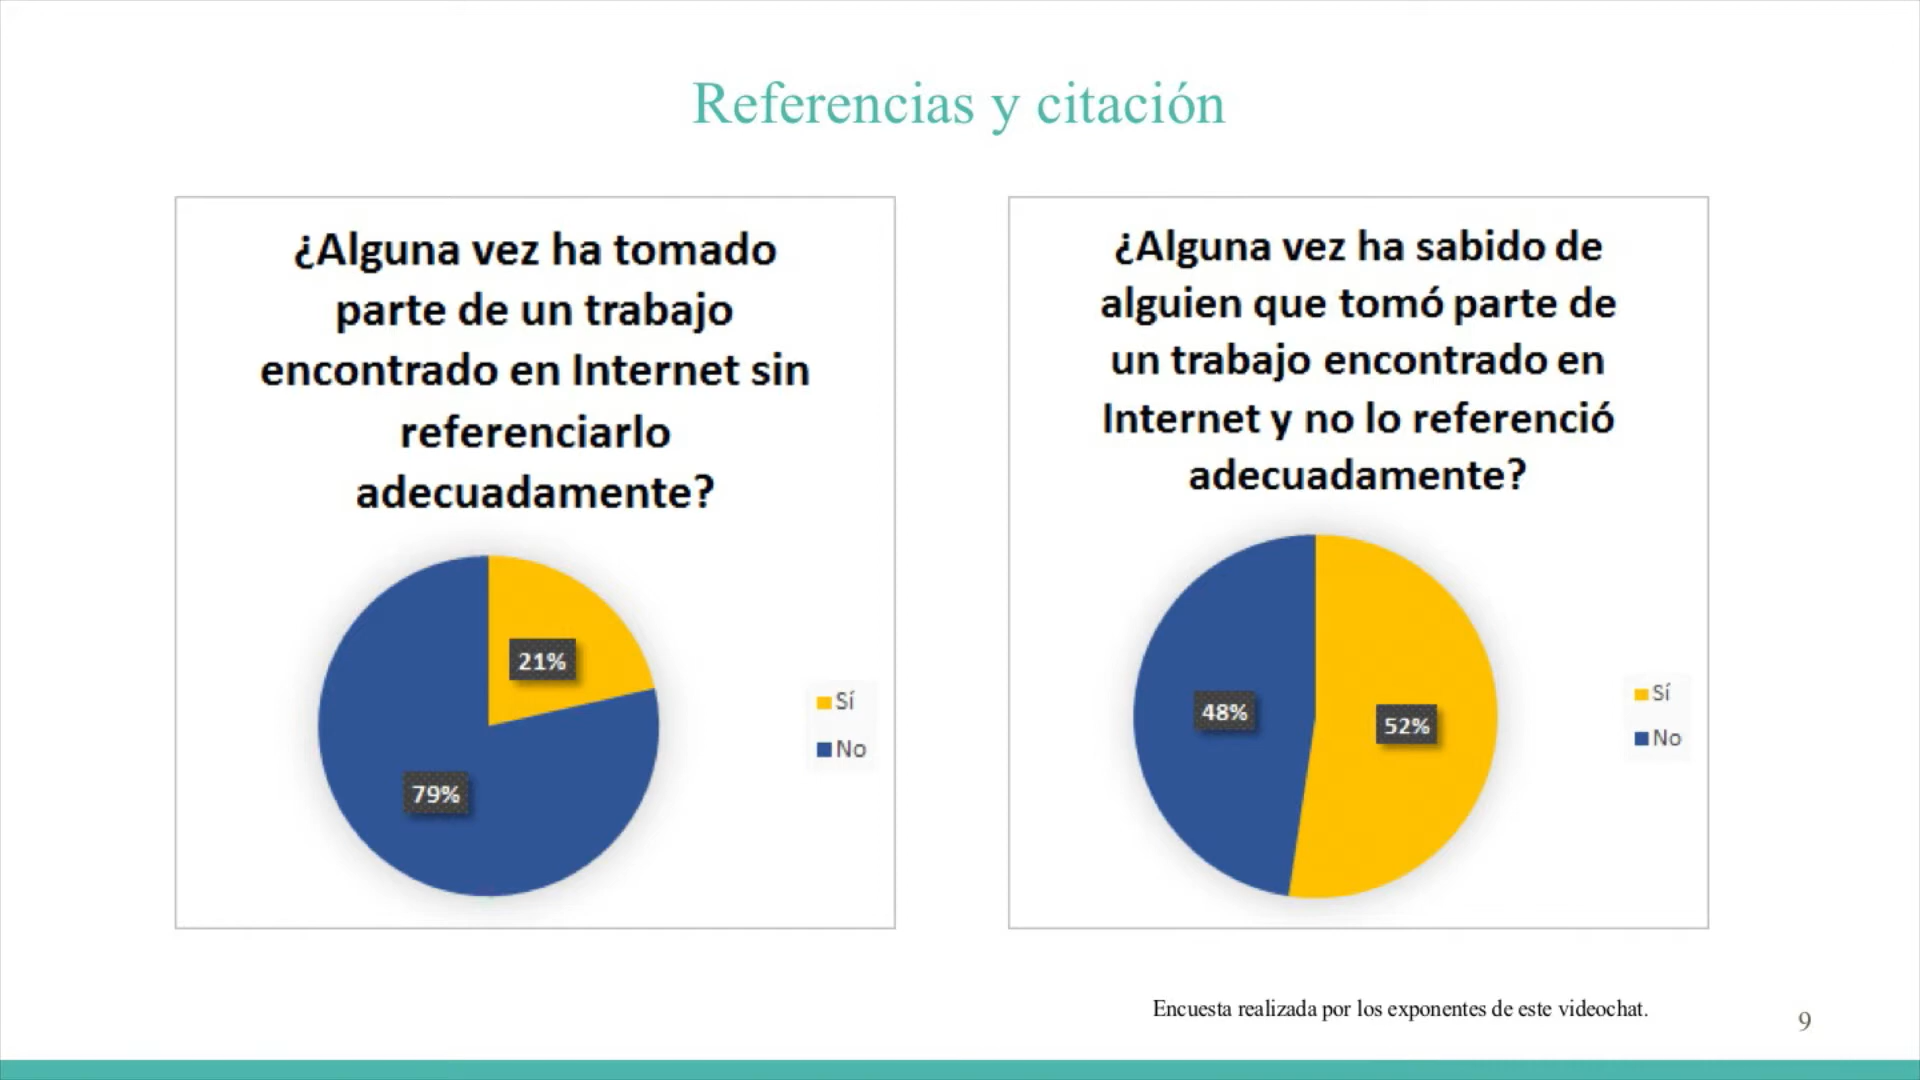 Referencias y citación
¿Alguna vez ha tomado
parte de un trabajo
encontrado en Internet sin
referenciarlo
adecuadamente?
21%
79%
Sí
No
¿Alguna vez ha sabido de
alguien que tomó parte de
un trabajo encontrado en
Internet y no lo referenció
adecuadamente?
48%
52%
Sí
No
Encuesta realizada por los exponentes de este videochat.
9